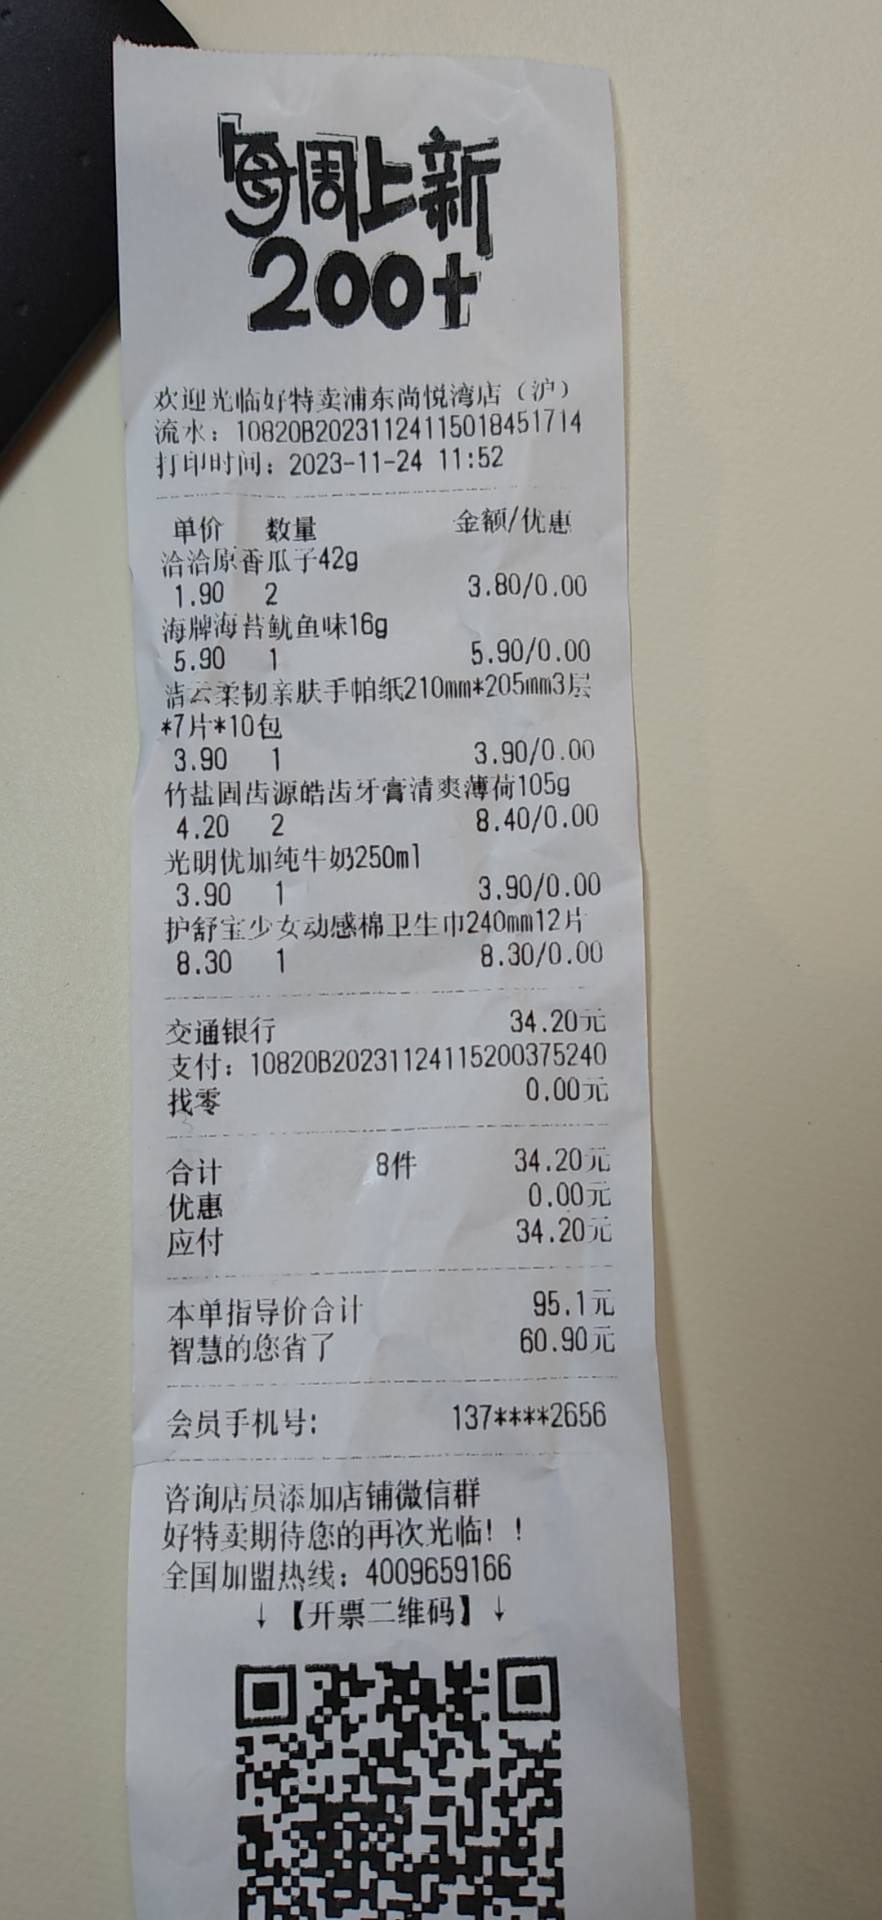 每周上新
200+
欢迎光临好特卖浦东尚悦湾店（沪）
流水：10820B20231124115018451714
打印时间：2023-11-24 11:52
单价 数量 金额/优惠
洽洽原香瓜子42g
1.90 2 3.80/0.00
海牌海苔鱿鱼味16g
5.90 1 5.90/0.00
洁云柔韧亲肤手帕纸210mm*205mm3层
*7片*10包
3.90 1 3.90/0.00
竹盐固齿源皓齿牙膏清爽薄荷105g
4.20 2 8.40/0.00
光明优加纯牛奶250ml
3.90 1 3.90/0.00
护舒宝少女动感棉卫生巾240mm12片
8.30 1 8.30/0.00
交通银行 34.20元
支付：10820B20231124115200375240
找零 0.00元
合计 8件 34.20元
优惠 0.00元
应付 34.20元
本单指导价合计 95.1元
智慧的您省了 60.90元
会员手机号: 137****2656
咨询店员添加店铺微信群
好特卖期待您的再次光临！！
全国加盟热线：4009659166
↓【开票二维码】↓